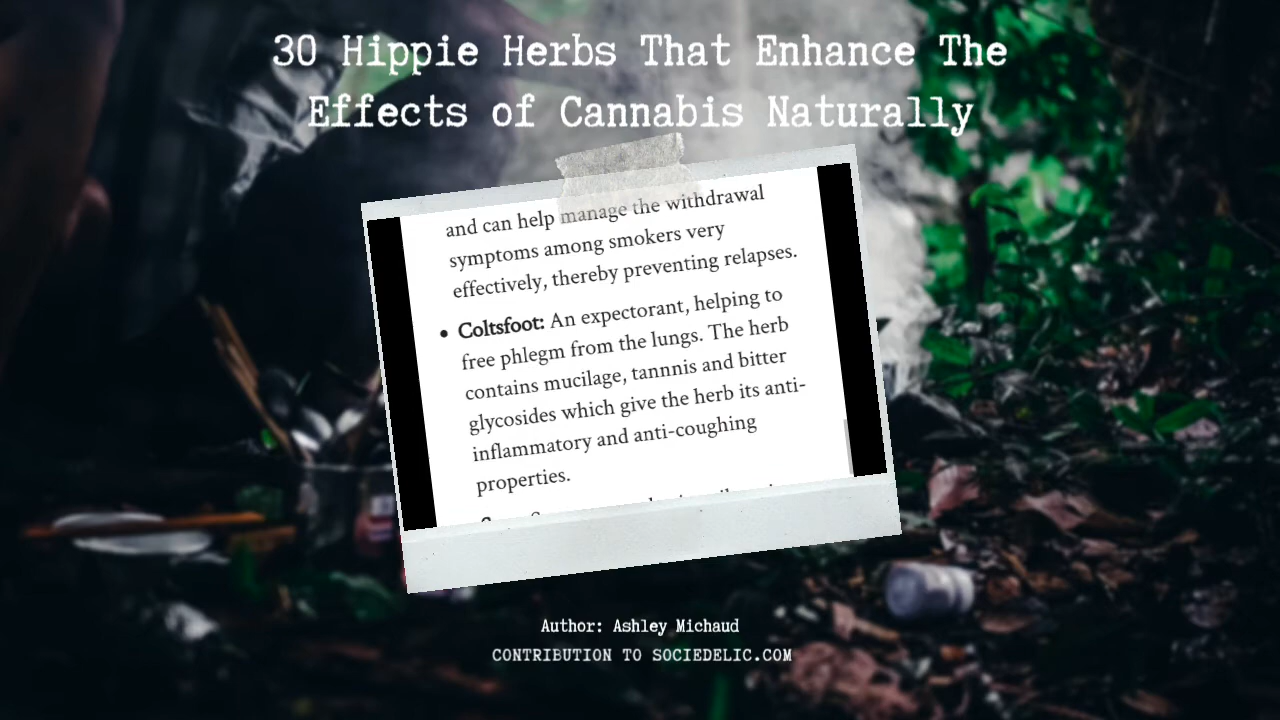 30 Hippie Herbs That Enhance The
Effects of Cannabis Naturally
and can help manage the withdrawal
symptoms among smokers very
effectively, thereby preventing relapses.
• Coltsfoot: An expectorant, helping to
free phlegm from the lungs. The herb
contains mucilage, tannnis and bitter
glycosides which give the herb its anti-
inflammatory and anti-coughing
properties.
Author: Ashley Michaud
CONTRIBUTION TO SOCIEDELIC.COM